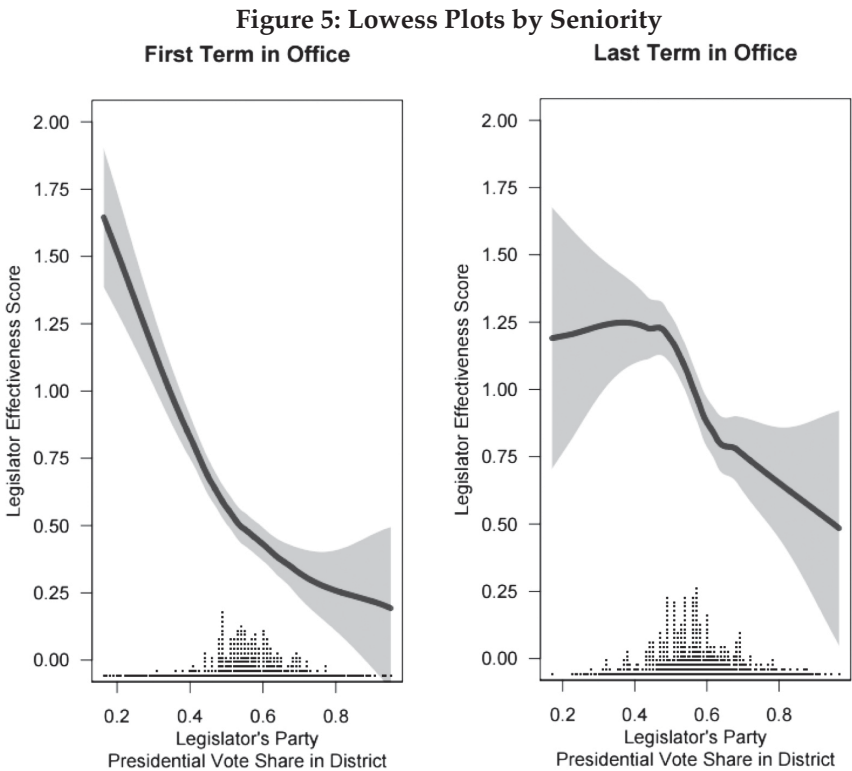 Figure 5: Lowess Plots by Seniority
First Term in Office
2.00
1.75
1.50
1.25
1.00
0.75
0.50
0.25
0.00
Legislator Effectiveness Score
0.2 0.4 0.6 0.8
Legislator's Party
Presidential Vote Share in District
Last Term in Office
2.00
1.75
1.50
1.25
1.00
0.75
0.50
0.25
0.00
Legislator Effectiveness Score
0.2 0.4 0.6 0.8
Legislator's Party
Presidential Vote Share in District